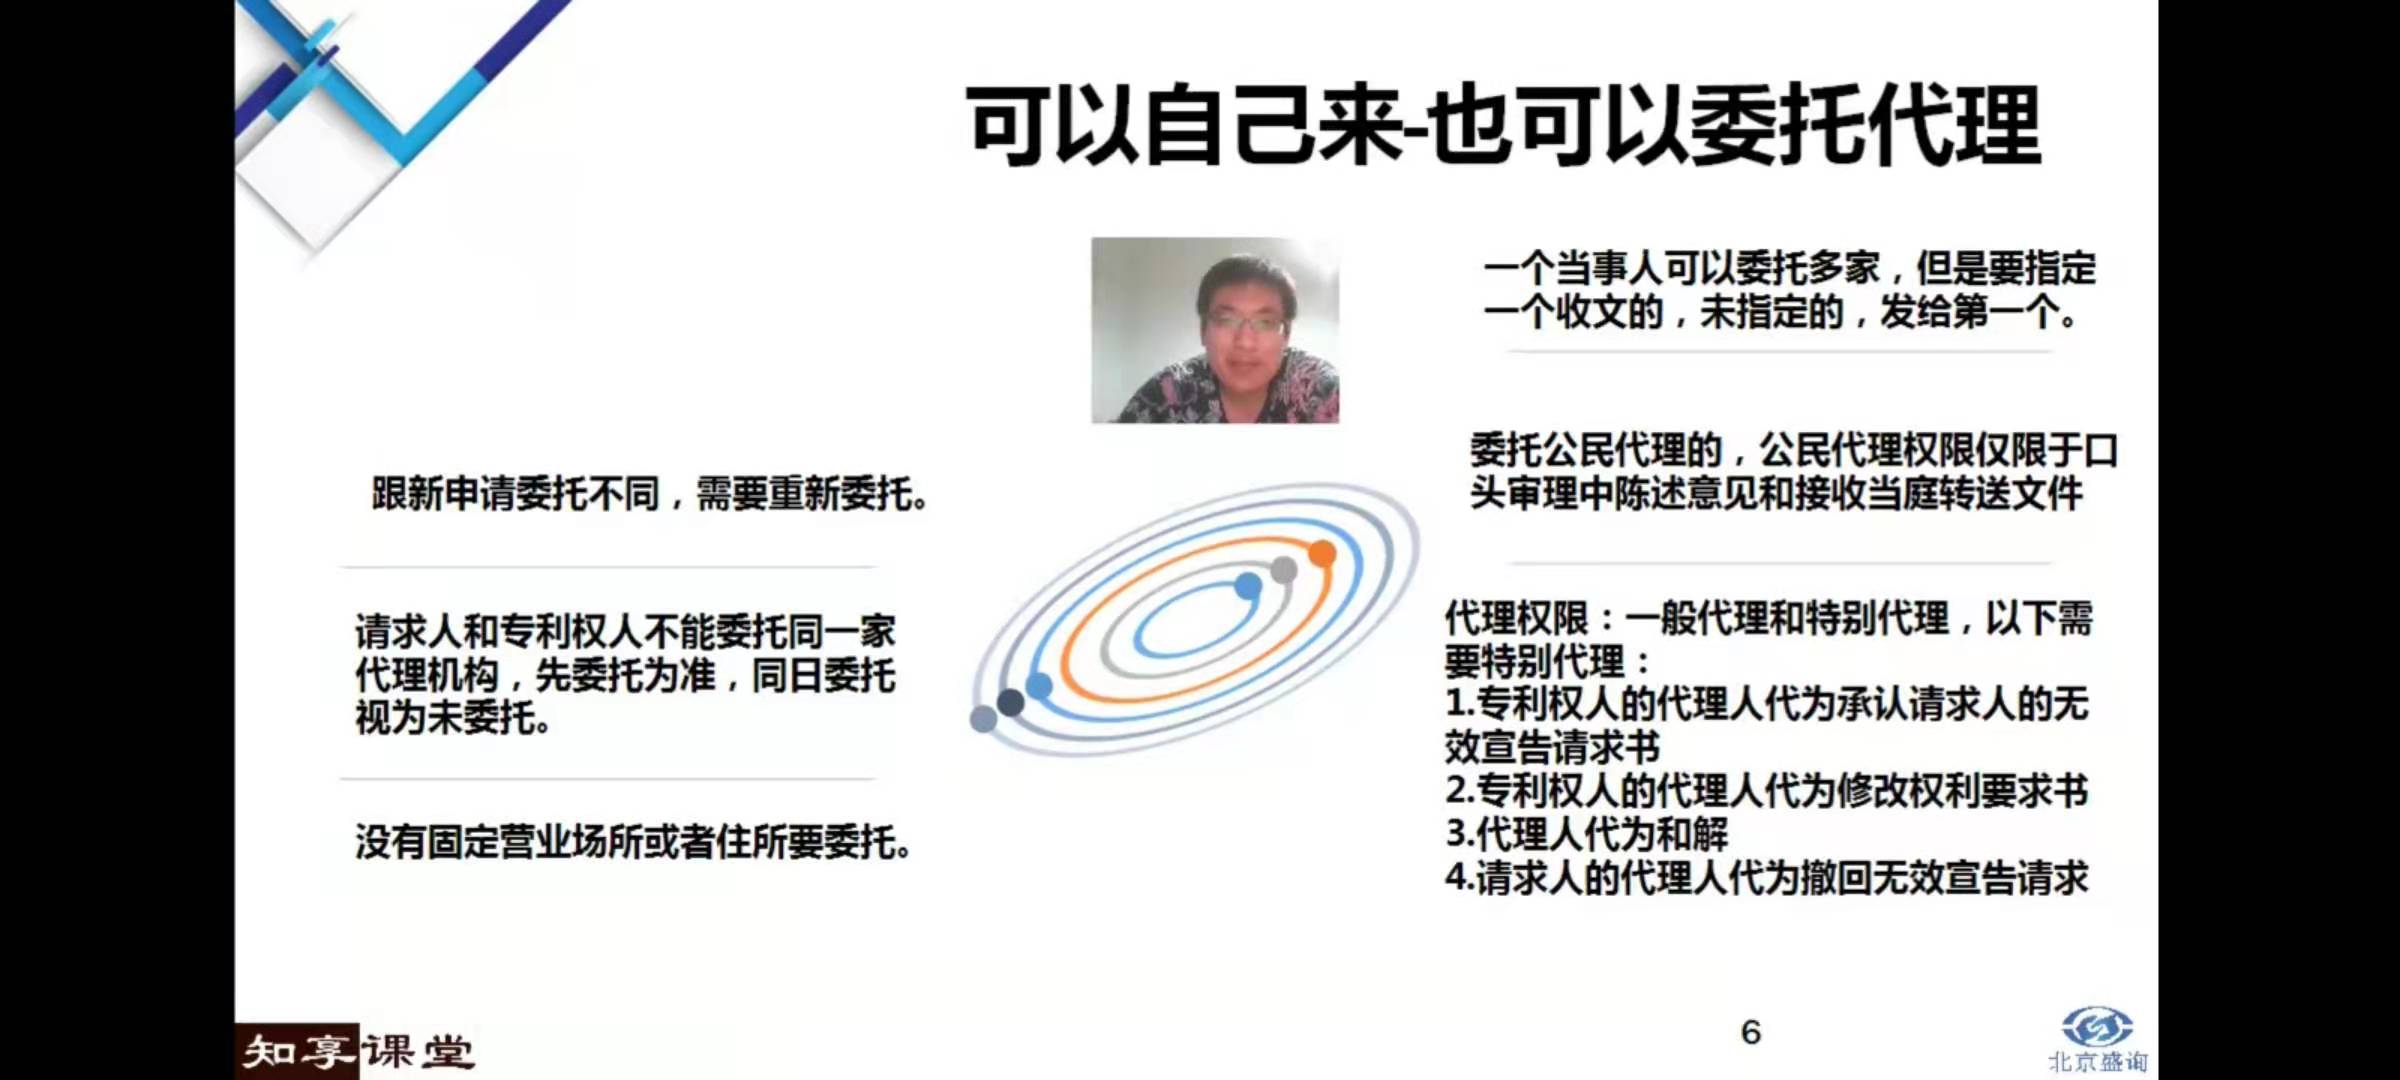 可以自己来-也可以委托代理
跟新申请委托不同，需要重新委托。
请求人和专利权人不能委托同一家
代理机构，先委托为准，同日委托
视为未委托。
没有固定营业场所或者住所要委托。
一个当事人可以委托多家，但是要指定
一个收文的，未指定的，发给第一个。
委托公民代理的，公民代理权限仅限于口
头审理中陈述意见和接收当庭转送文件
代理权限：一般代理和特别代理，以下需
要特别代理：
1.专利权人的代理人代为承认请求人的无
效宣告请求书
2.专利权人的代理人代为修改权利要求书
3.代理人代为和解
4.请求人的代理人代为撤回无效宣告请求
知享课堂
6
北京盛询